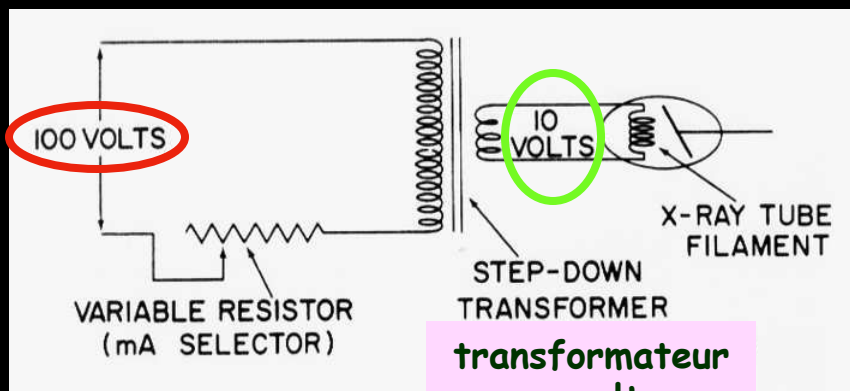 100 VOLTS
10
VOLTS
X-RAY TUBE
FILAMENT
STEP-DOWN
TRANSFORMER
VARIABLE RESISTOR
(mA SELECTOR)
transformateur